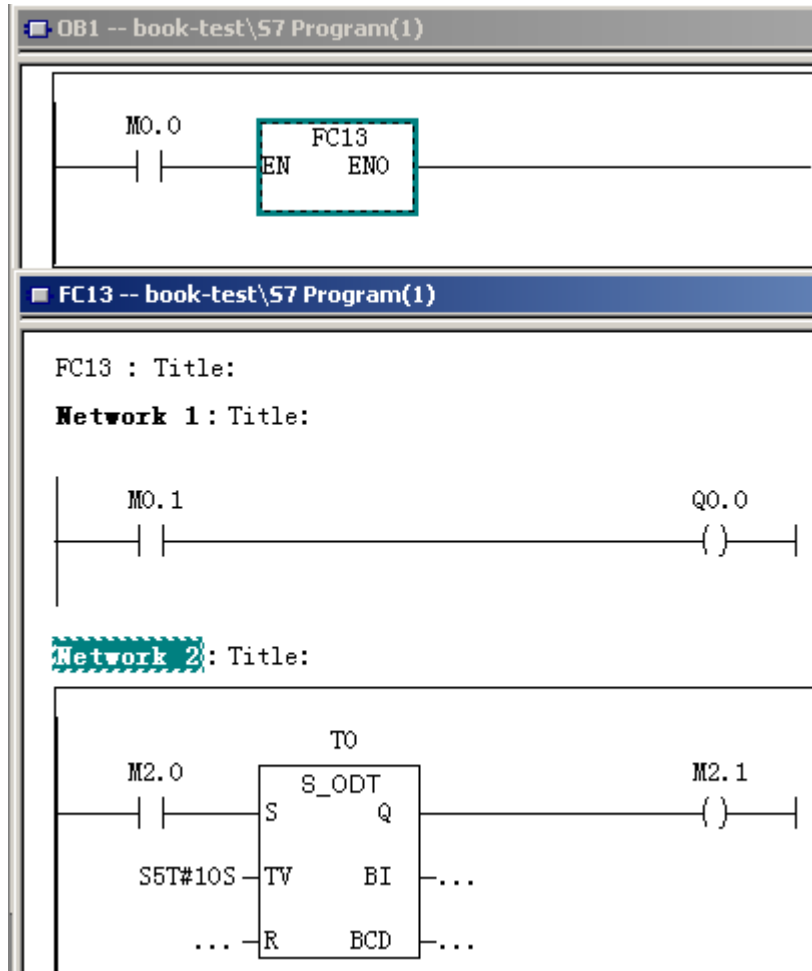 OB1 -- book-test\S7 Program(1)
M0.0
FC13
EN ENO
FC13 -- book-test\S7 Program(1)
FC13 : Title:
Network 1: Title:
M0.1 Q0.0
Network 2: Title:
T0
M2.0 S_ODT M2.1
S Q
S5T#10S TV BI ...
... R BCD ...